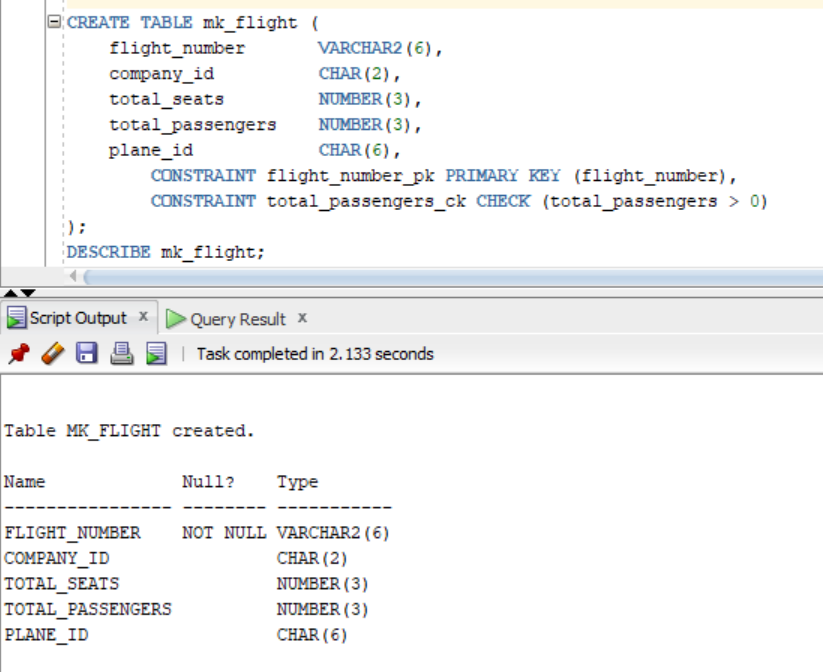 CREATE TABLE mk_flight (
flight_number VARCHAR2(6),
company_id CHAR(2),
total_seats NUMBER(3),
total_passengers NUMBER(3),
plane_id CHAR(6),
CONSTRAINT flight_number_pk PRIMARY KEY (flight_number),
CONSTRAINT total_passengers_ck CHECK (total_passengers > 0)
);
DESCRIBE mk_flight;
Script Output x Query Result x
Task completed in 2.133 seconds
Table MK_FLIGHT created.
Name Null? Type
---------------- -------- -----------
FLIGHT_NUMBER NOT NULL VARCHAR2(6)
COMPANY_ID CHAR(2)
TOTAL_SEATS NUMBER(3)
TOTAL_PASSENGERS NUMBER(3)
PLANE_ID CHAR(6)